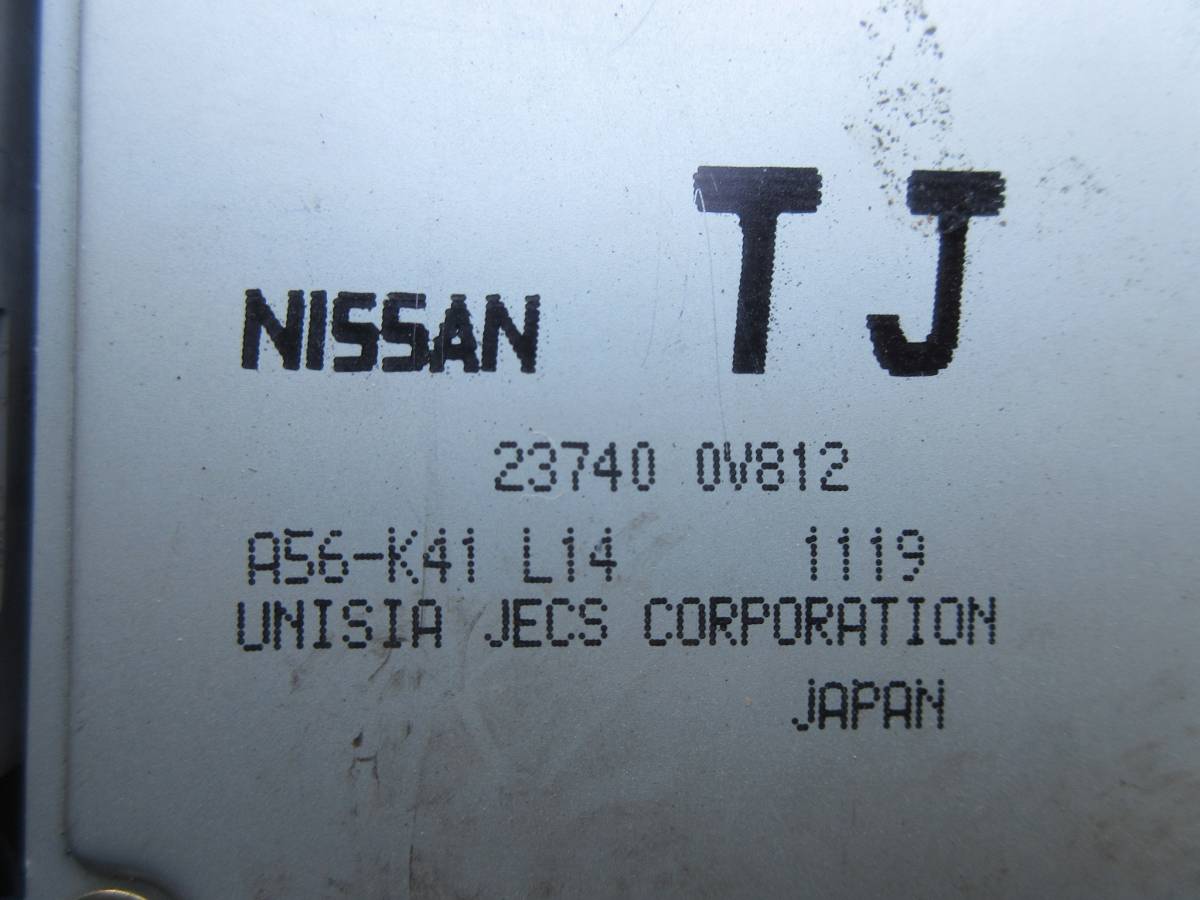 NISSAN TJ
23740 0V812
A56-K41 L14 1119
UNISIA JECS CORPORATION
JAPAN